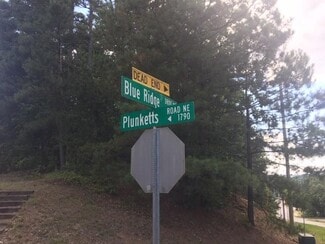 DEAD END
Blue Ridge
Plunketts ROAD NE
1790